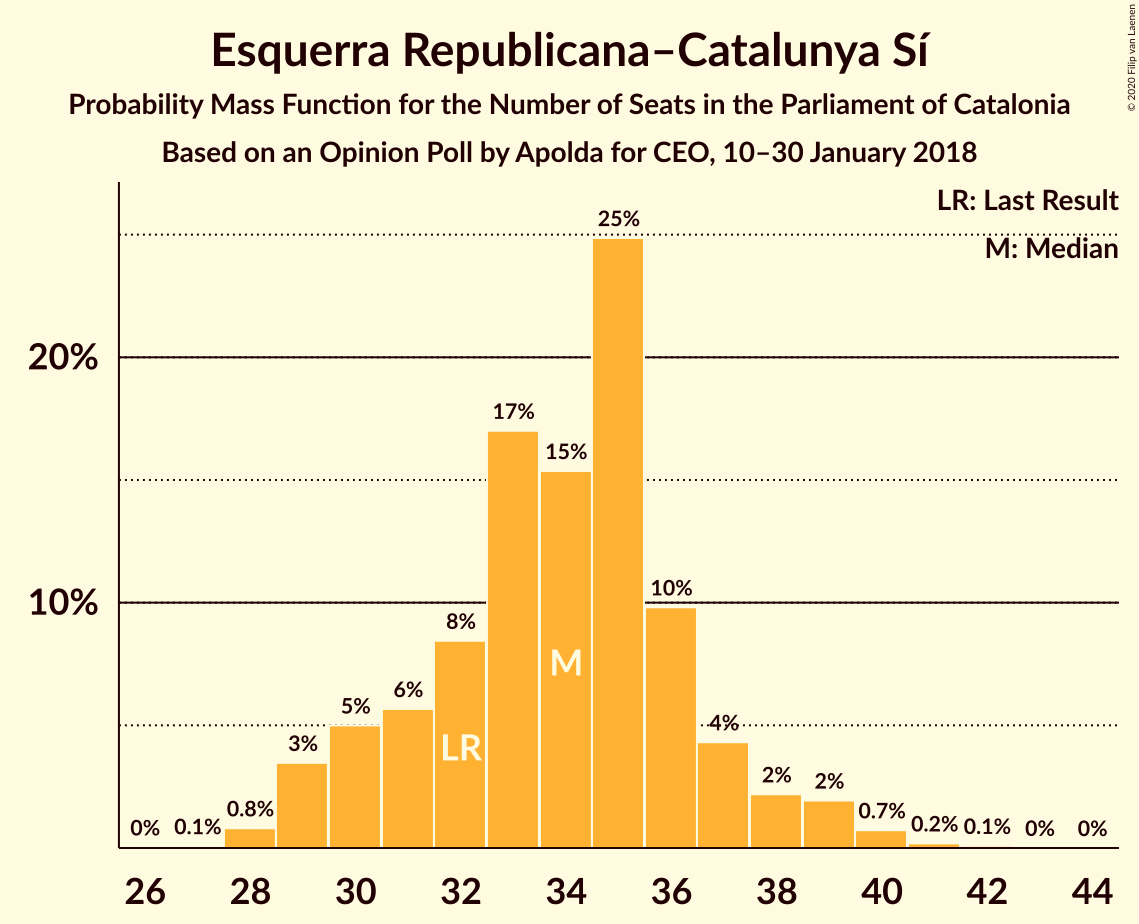 Esquerra Republicana–Catalunya Sí
Probability Mass Function for the Number of Seats in the Parliament of Catalonia
Based on an Opinion Poll by Apolda for CEO, 10–30 January 2018
© 2020 Filip van Laenen
LR: Last Result
M: Median
20%
10%
0%
0.1%
0.8%
3%
5%
6%
8%
17%
15%
25%
10%
4%
2%
2%
0.7%
0.2%
0.1%
0%
0%
LR
M
26 28 30 32 34 36 38 40 42 44